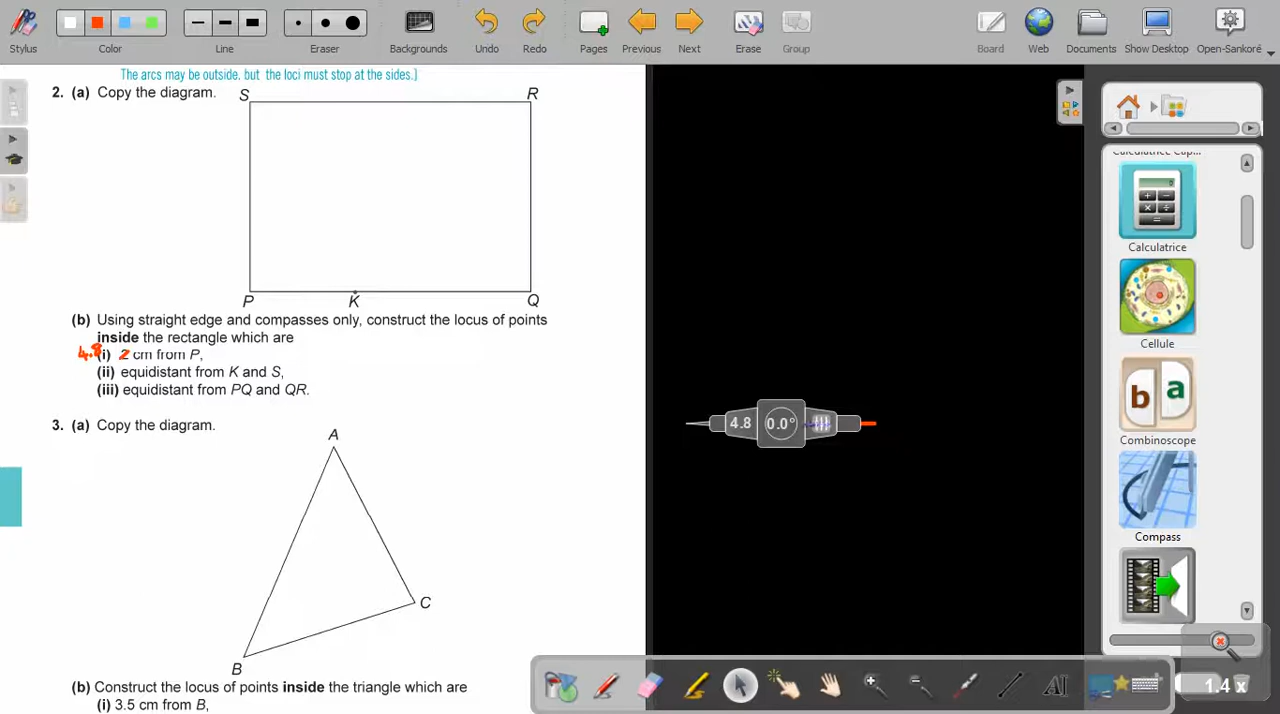 Stylus
Color
Line
Eraser
Backgrounds
Undo
Redo
Pages
Previous
Next
Erase
Group
Board
Web
Documents
Show Desktop
Open-Sankoré
The arcs may be outside, but the loci must stop at the sides.]
2. (a) Copy the diagram.
S
R
P
K
Q
(b) Using straight edge and compasses only, construct the locus of points
inside the rectangle which are
4.8
(i) 2 cm from P,
(ii) equidistant from K and S,
(iii) equidistant from PQ and QR.
3. (a) Copy the diagram.
A
C
B
(b) Construct the locus of points inside the triangle which are
(i) 3.5 cm from B,
4.8
0.0°
Calculatrice
Cellule
b a
Combinoscope
Compass
AI
1.4 x